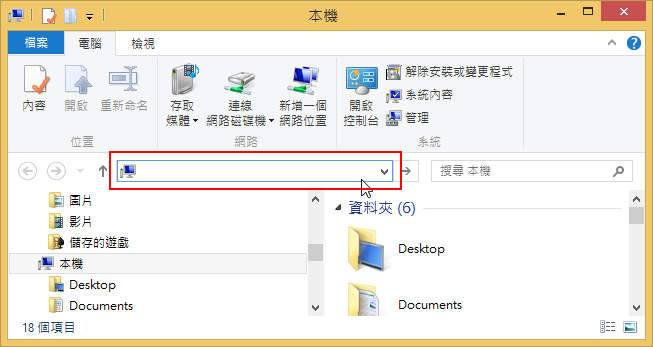 本機
檔案 電腦 檢視
內容 開啟 重新命名
位置
存取媒體 連線網路磁碟機 新增一個網路位置
網路
開啟控制台
解除安裝或變更程式
系統內容
管理
系統
搜尋 本機
圖片
影片
儲存的遊戲
本機
Desktop
Documents
資料夾 (6)
Desktop
Documents
18 個項目